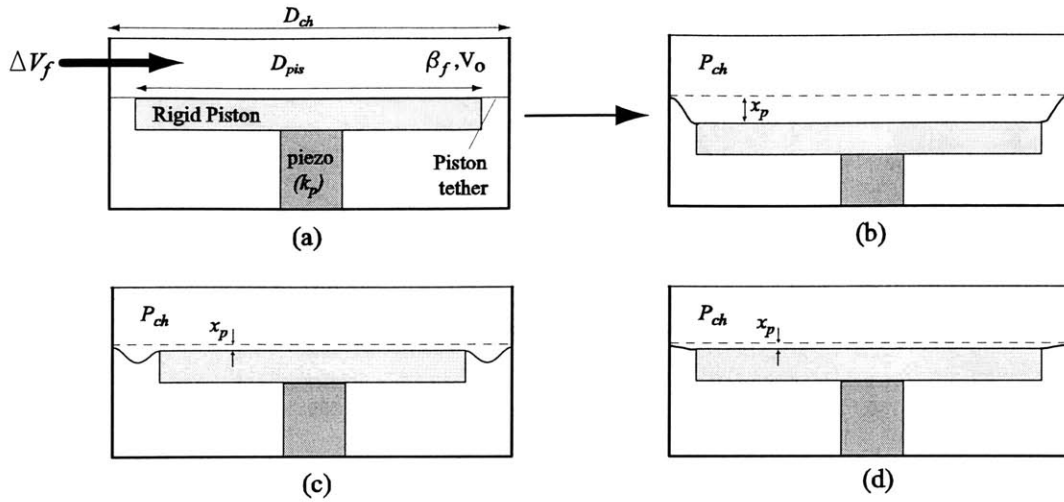 D_ch
ΔV_f
D_pis
β_f, V_o
Rigid Piston
piezo
(k_p)
Piston
tether
(a)
P_ch
x_p
(b)
P_ch
x_p
(c)
P_ch
x_p
(d)